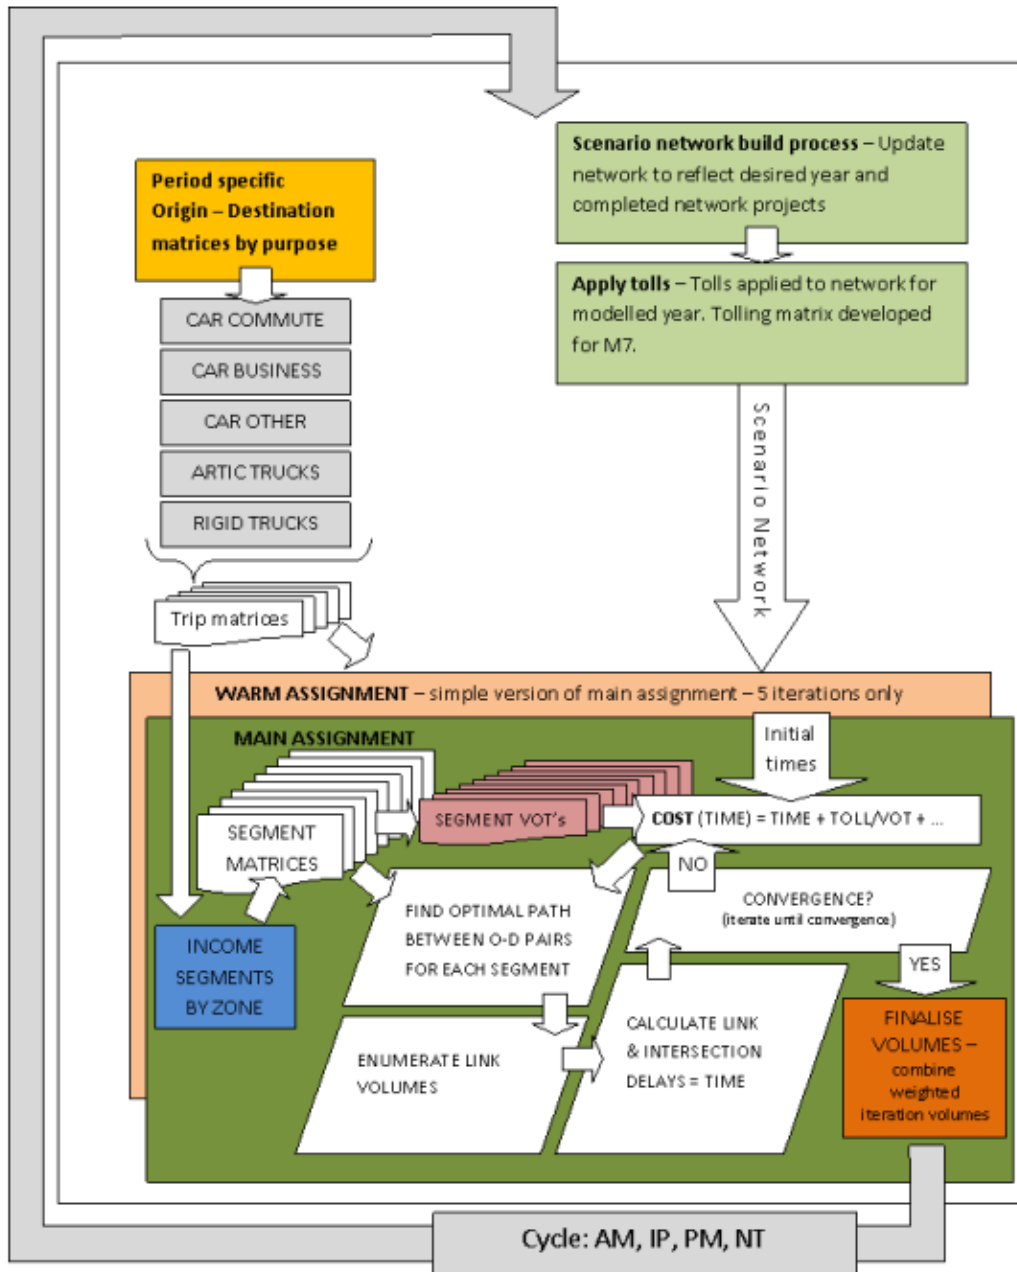 Scenario network build process – Update
network to reflect desired year and
completed network projects
Period specific
Origin – Destination
matrices by purpose
Apply tolls – Tolls applied to network for
modelled year. Tolling matrix developed
for M7.
CAR COMMUTE
CAR BUSINESS
CAR OTHER
ARTIC TRUCKS
RIGID TRUCKS
Scenario Network
Trip matrices
WARM ASSIGNMENT – simple version of main assignment – 5 iterations only
MAIN ASSIGNMENT
Initial
times
SEGMENT
MATRICES
SEGMENT VOT's
COST (TIME) = TIME + TOLL/VOT + ...
NO
CONVERGENCE?
(iterate until convergence)
FIND OPTIMAL PATH
BETWEEN O-D PAIRS
FOR EACH SEGMENT
YES
INCOME
SEGMENTS
BY ZONE
ENUMERATE LINK
VOLUMES
CALCULATE LINK
& INTERSECTION
DELAYS = TIME
FINALISE
VOLUMES –
combine
weighted
iteration volumes
Cycle: AM, IP, PM, NT